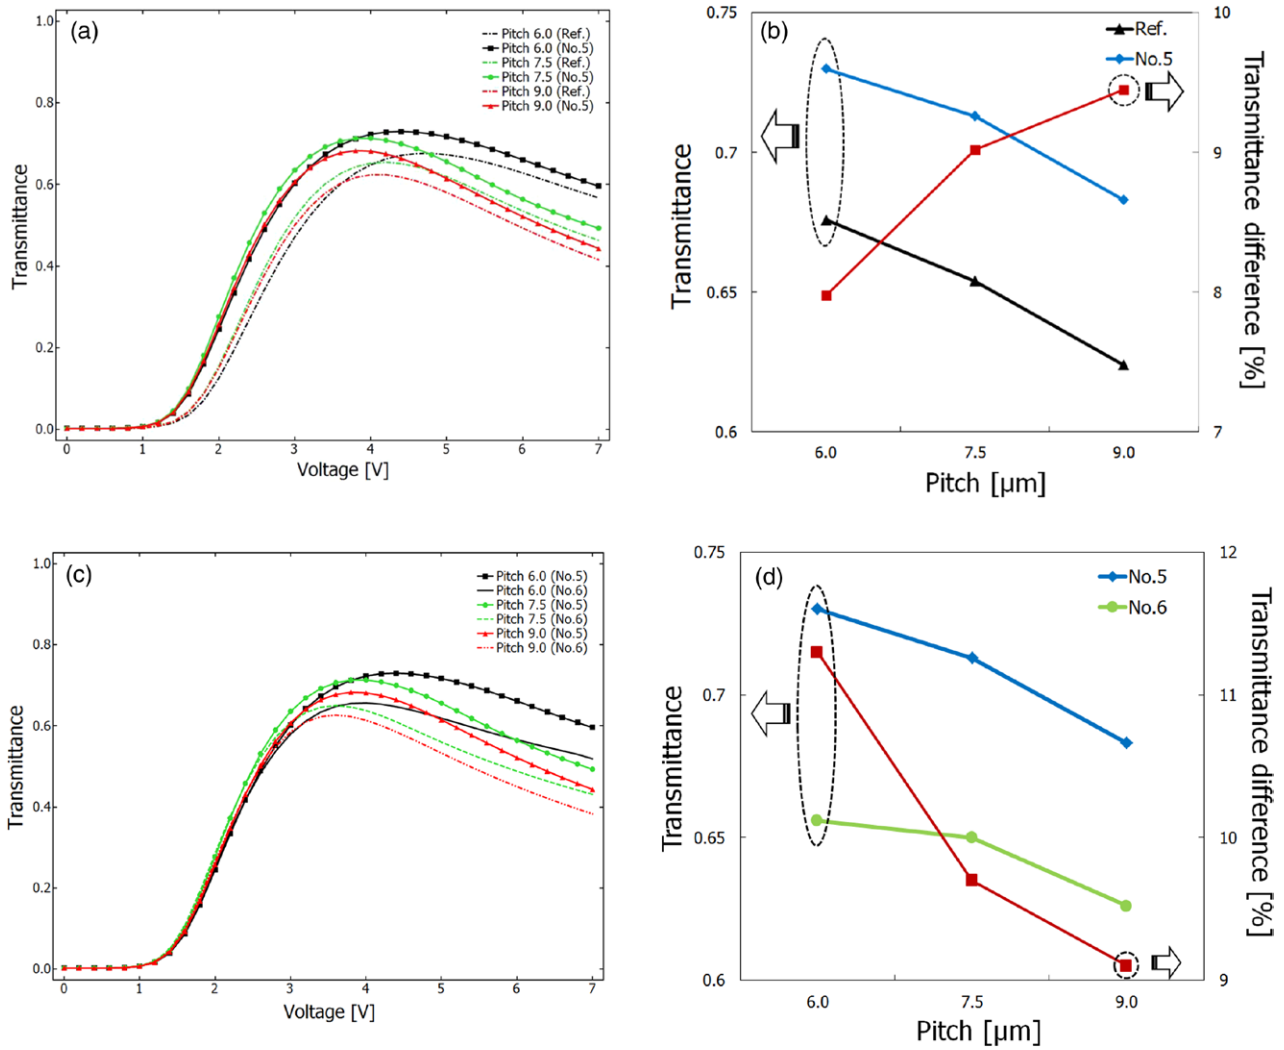 (a)
Pitch 6.0 (Ref.)
Pitch 6.0 (No.5)
Pitch 7.5 (Ref.)
Pitch 7.5 (No.5)
Pitch 9.0 (Ref.)
Pitch 9.0 (No.5)
1.0
0.8
0.6
0.4
0.2
0.0
Transmittance
0 1 2 3 4 5 6 7
Voltage [V]
(b)
Ref.
No.5
0.75
0.7
0.65
0.6
Transmittance
10
9
8
7
Transmittance difference [%]
6.0 7.5 9.0
Pitch [μm]
(c)
Pitch 6.0 (No.5)
Pitch 6.0 (No.6)
Pitch 7.5 (No.5)
Pitch 7.5 (No.6)
Pitch 9.0 (No.5)
Pitch 9.0 (No.6)
1.0
0.8
0.6
0.4
0.2
0.0
Transmittance
0 1 2 3 4 5 6 7
Voltage [V]
(d)
No.5
No.6
0.75
0.7
0.65
0.6
Transmittance
12
11
10
9
Transmittance difference [%]
6.0 7.5 9.0
Pitch [μm]